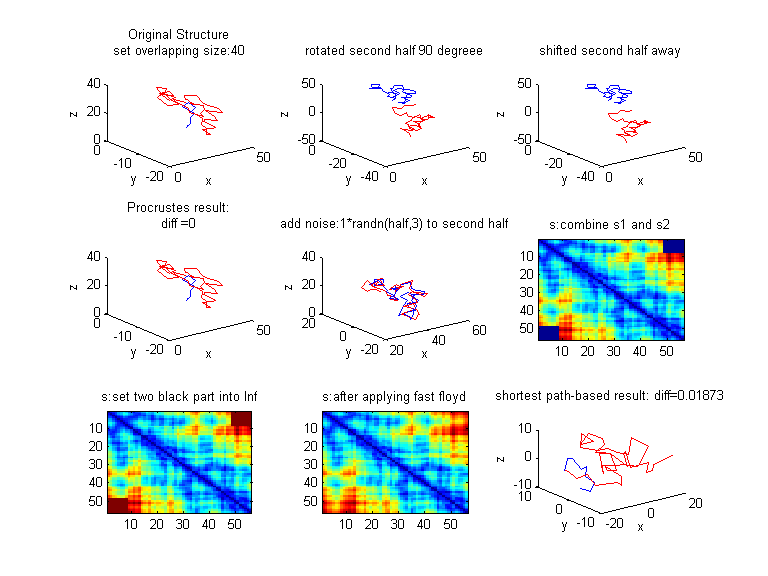 Original Structure
set overlapping size:40
rotated second half 90 degreee
shifted second half away
40
20
0
z
0
-10
-20
y
0
50
x
50
0
-50
z
0
-20
-40
y
0
50
x
50
0
-50
z
0
-20
-40
y
0
50
x
Procrustes result:
diff =0
add noise:1*randn(half,3) to second half
s:combine s1 and s2
40
20
0
z
0
-10
-20
y
0
50
x
40
20
0
z
20
0
-20
y
20
40
60
x
10
20
30
40
50
10 20 30 40 50
s:set two black part into Inf
s:after applying fast floyd
shortest path-based result: diff=0.01873
10
20
30
40
50
10 20 30 40 50
10
20
30
40
50
10 20 30 40 50
10
0
-10
z
10
0
-10
y
-20
0
20
x